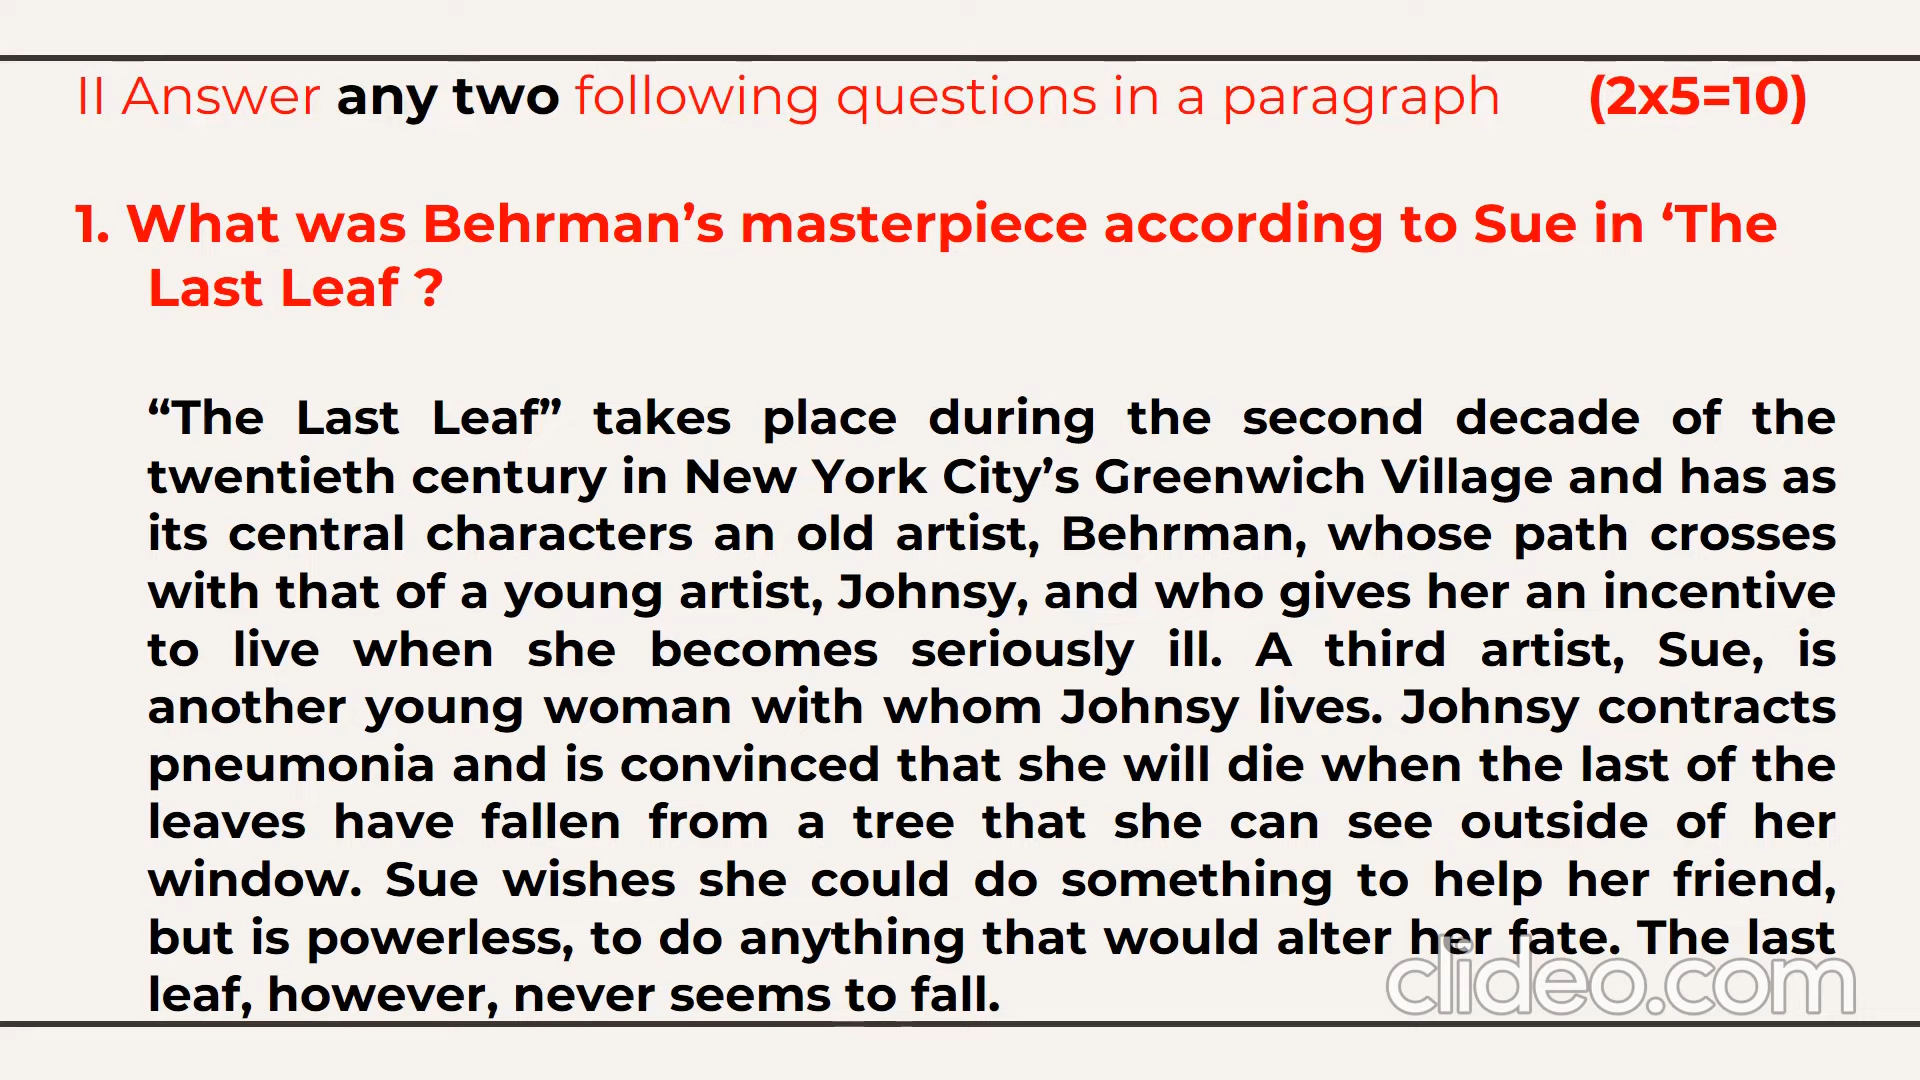 II Answer any two following questions in a paragraph (2x5=10)
1. What was Behrman’s masterpiece according to Sue in ‘The
Last Leaf ?
“The Last Leaf” takes place during the second decade of the
twentieth century in New York City’s Greenwich Village and has as
its central characters an old artist, Behrman, whose path crosses
with that of a young artist, Johnsy, and who gives her an incentive
to live when she becomes seriously ill. A third artist, Sue, is
another young woman with whom Johnsy lives. Johnsy contracts
pneumonia and is convinced that she will die when the last of the
leaves have fallen from a tree that she can see outside of her
window. Sue wishes she could do something to help her friend,
but is powerless, to do anything that would alter her fate. The last
leaf, however, never seems to fall.
clideo.com